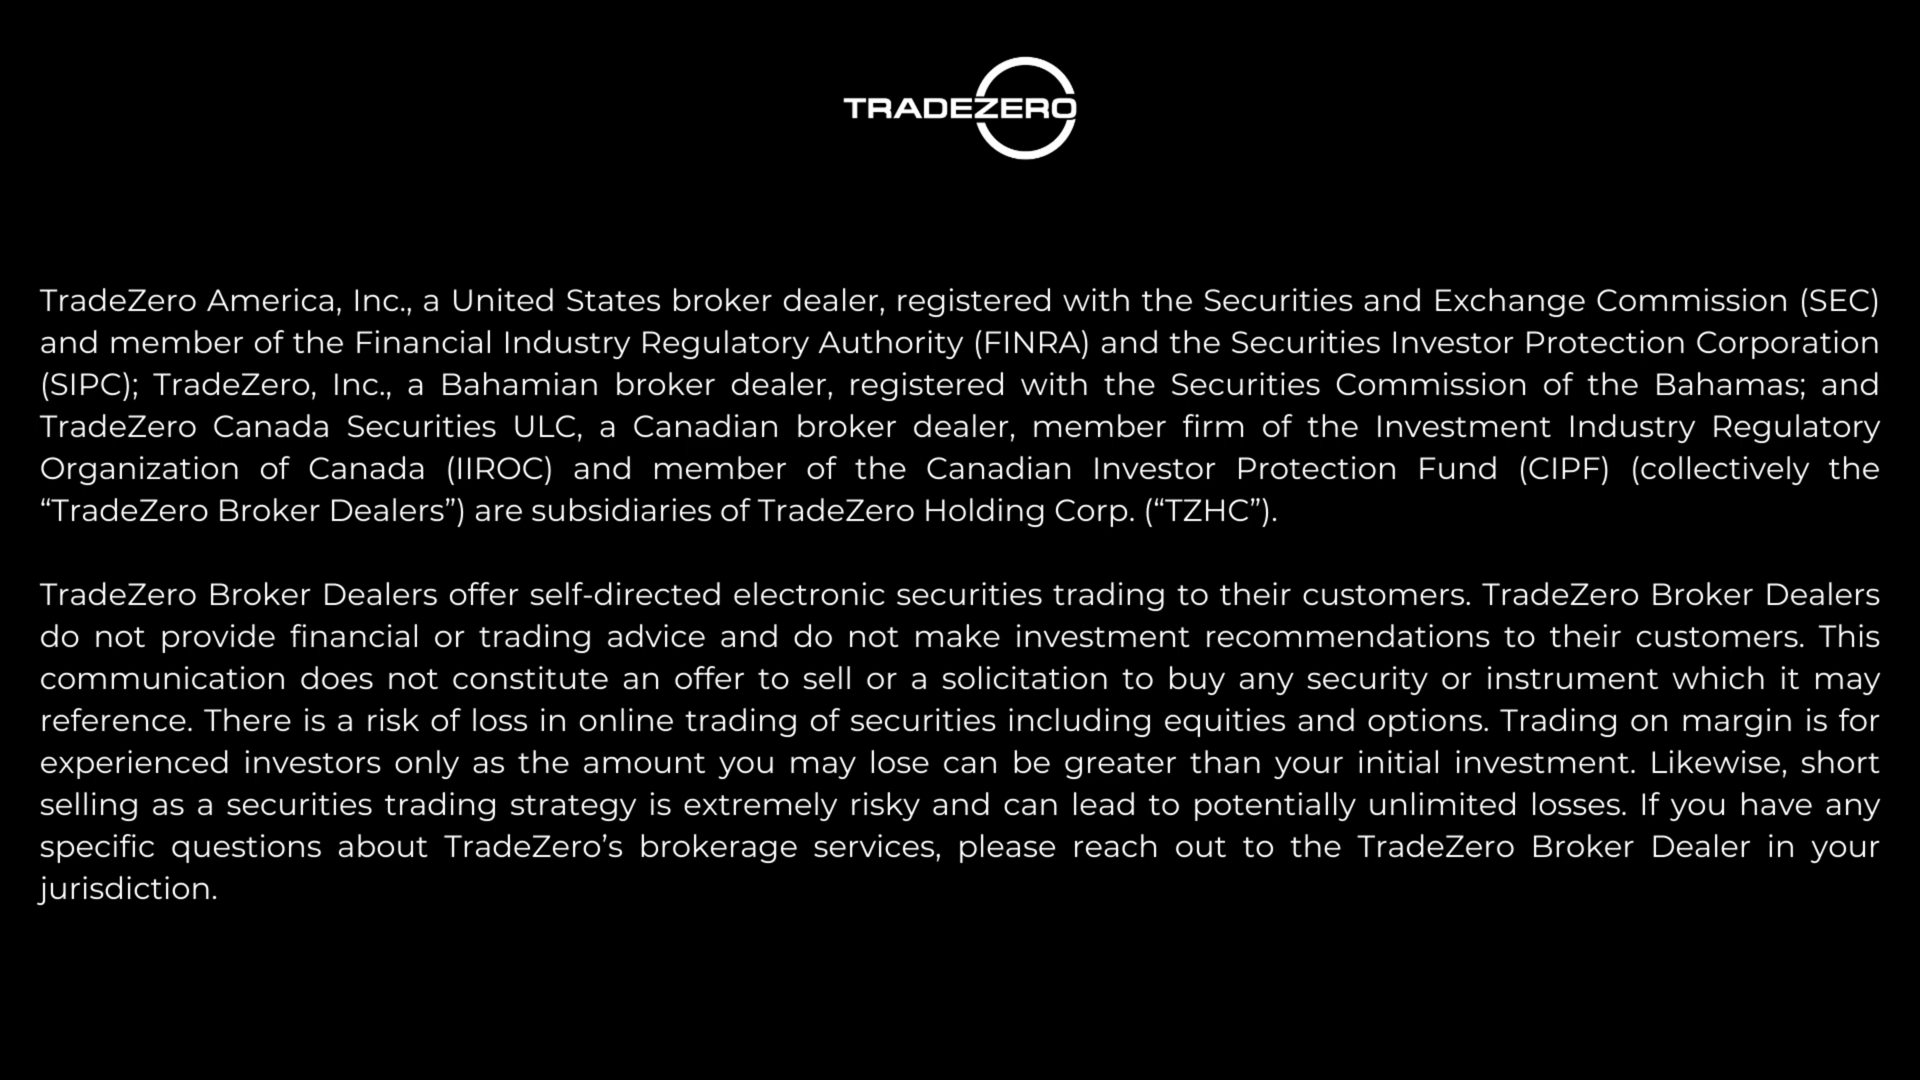 TRADEZERO
TradeZero America, Inc., a United States broker dealer, registered with the Securities and Exchange Commission (SEC)
and member of the Financial Industry Regulatory Authority (FINRA) and the Securities Investor Protection Corporation
(SIPC); TradeZero, Inc., a Bahamian broker dealer, registered with the Securities Commission of the Bahamas; and
TradeZero Canada Securities ULC, a Canadian broker dealer, member firm of the Investment Industry Regulatory
Organization of Canada (IIROC) and member of the Canadian Investor Protection Fund (CIPF) (collectively the
“TradeZero Broker Dealers”) are subsidiaries of TradeZero Holding Corp. (“TZHC”).
TradeZero Broker Dealers offer self-directed electronic securities trading to their customers. TradeZero Broker Dealers
do not provide financial or trading advice and do not make investment recommendations to their customers. This
communication does not constitute an offer to sell or a solicitation to buy any security or instrument which it may
reference. There is a risk of loss in online trading of securities including equities and options. Trading on margin is for
experienced investors only as the amount you may lose can be greater than your initial investment. Likewise, short
selling as a securities trading strategy is extremely risky and can lead to potentially unlimited losses. If you have any
specific questions about TradeZero’s brokerage services, please reach out to the TradeZero Broker Dealer in your
jurisdiction.